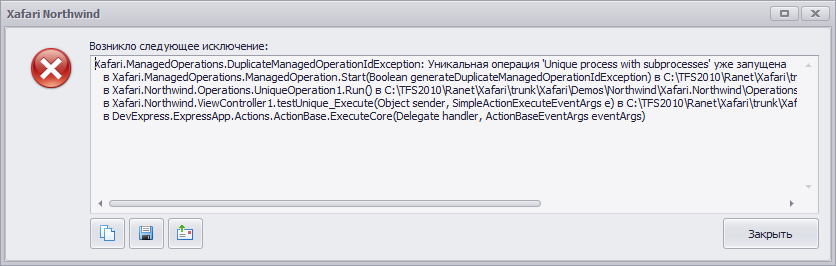 Xafari Northwind
Возникло следующее исключение:
Xafari.ManagedOperations.DuplicateManagedOperationIdException: Уникальная операция 'Unique process with subprocesses' уже запущена
в Xafari.ManagedOperations.ManagedOperation.Start(Boolean generateDuplicateManagedOperationIdException) в C:\TFS2010\Ranet\Xafari\tr
в Xafari.Northwind.Operations.UniqueOperation1.Run() в C:\TFS2010\Ranet\Xafari\trunk\Xafari\Demos\Northwind\Xafari.Northwind\Operations
в Xafari.Northwind.ViewController1.testUnique_Execute(Object sender, SimpleActionExecuteEventArgs e) в C:\TFS2010\Ranet\Xafari\trunk\Xaf
в DevExpress.ExpressApp.Actions.ActionBase.ExecuteCore(Delegate handler, ActionBaseEventArgs eventArgs)
Закрыть